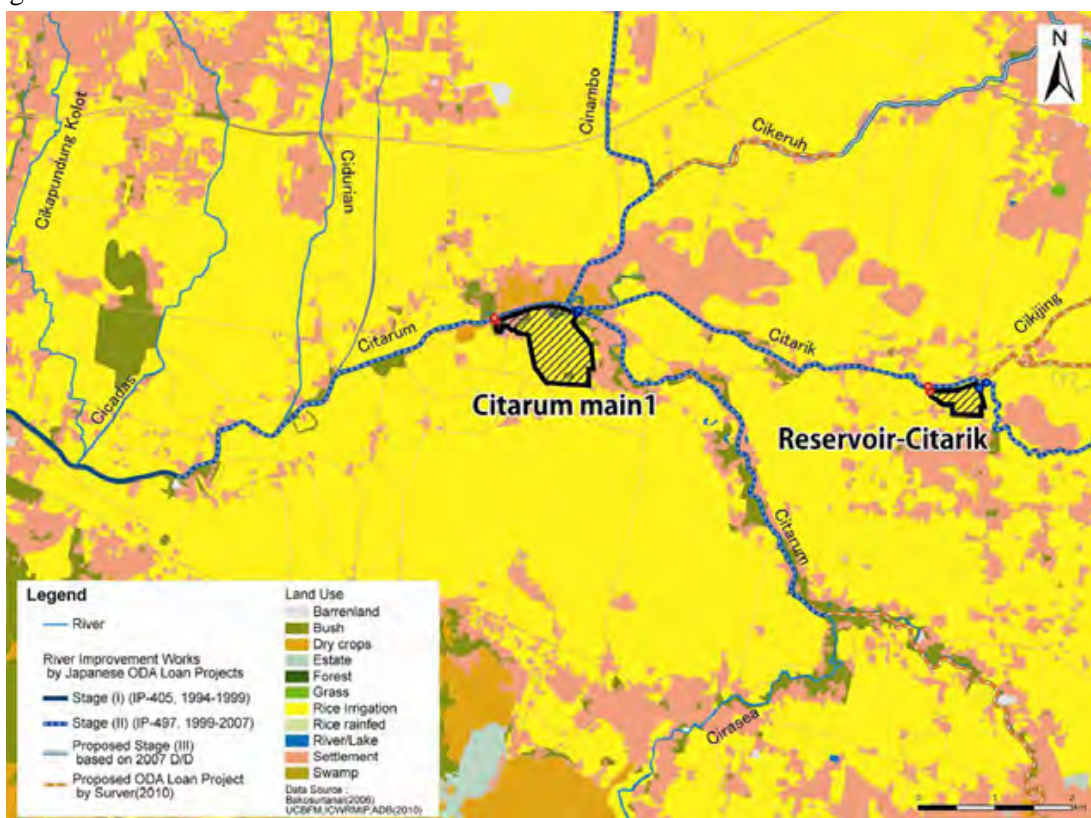 N
Cikapundung Kolot
Cidurian
Cinambo
Cikeruh
Cikijing
Citarum
Citarik
Cicadas
Citarum main1
Reservoir-Citarik
Citarum
Cirasea
Legend
River
River Improvement Works
by Japanese ODA Loan Projects
Stage (I) (IP-405, 1994-1999)
Stage (II) (IP-497, 1999-2007)
Proposed Stage (III)
based on 2007 D/D
Proposed ODA Loan Project
by Surver(2010)
Land Use
Barrenland
Bush
Dry crops
Estate
Forest
Grass
Rice Irrigation
Rice rainfed
River/Lake
Settlement
Swamp
Data Source :
Bakosurtanal(2006)
UCBFM,ICWRMIP,ADB(2010)
0 1 2